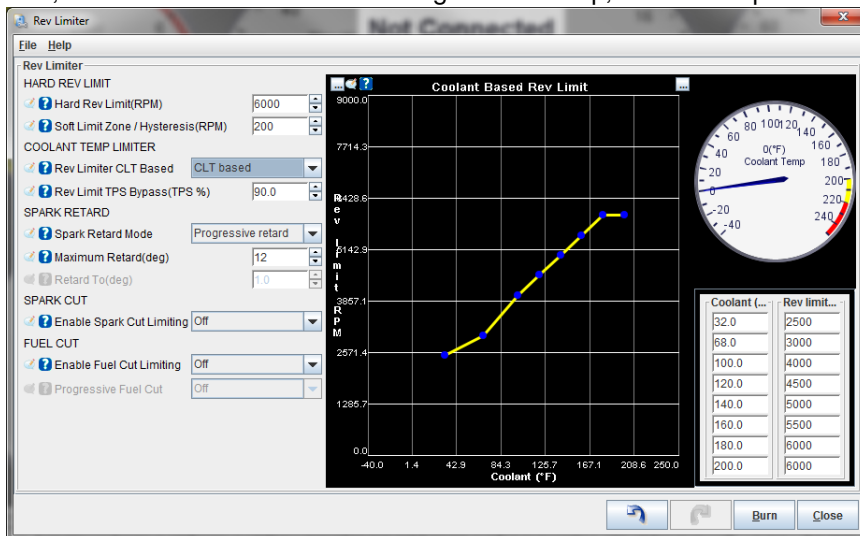 Rev Limiter
Not Connected
File Help
Rev Limiter
HARD REV LIMIT
Hard Rev Limit(RPM) 6000
Soft Limit Zone / Hysteresis(RPM) 200
COOLANT TEMP LIMITER
Rev Limiter CLT Based CLT based
Rev Limit TPS Bypass(TPS %) 90.0
SPARK RETARD
Spark Retard Mode Progressive retard
Maximum Retard(deg) 12
Retard To(deg) 1.0
SPARK CUT
Enable Spark Cut Limiting Off
FUEL CUT
Enable Fuel Cut Limiting Off
Progressive Fuel Cut Off
... ? Coolant Based Rev Limit ...
9000.0
7714.3
6428.6
5142.9
3857.1
2571.4
1285.7
0.0
Rev limit RPM
-40.0 1.4 42.9 84.3 125.7 167.1 208.6 250.0
Coolant (°F)
-40 -20 0 20 40 60 80 100 120 140 160 180 200 220 240
0(°F)
Coolant Temp
Coolant (... Rev limit...
32.0 2500
68.0 3000
100.0 4000
120.0 4500
140.0 5000
160.0 5500
180.0 6000
200.0 6000
Burn Close